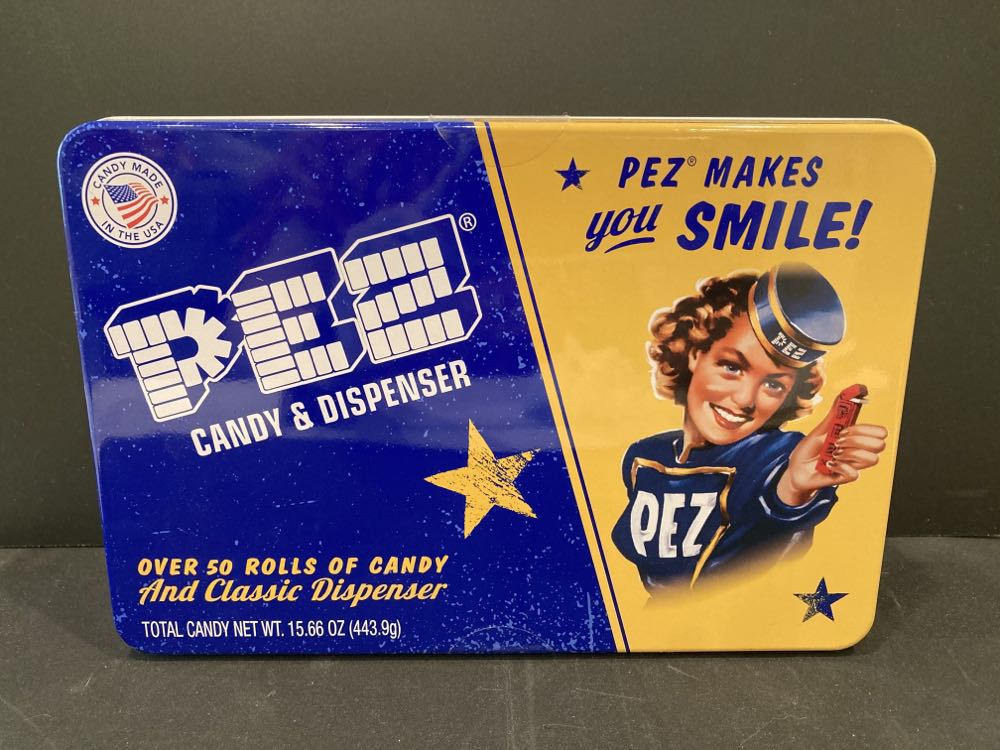 CANDY MADE
IN THE USA
PEZ®
CANDY & DISPENSER
OVER 50 ROLLS OF CANDY
And Classic Dispenser
TOTAL CANDY NET WT. 15.66 OZ (443.9g)
PEZ® MAKES
you SMILE!
PEZ
PEZ